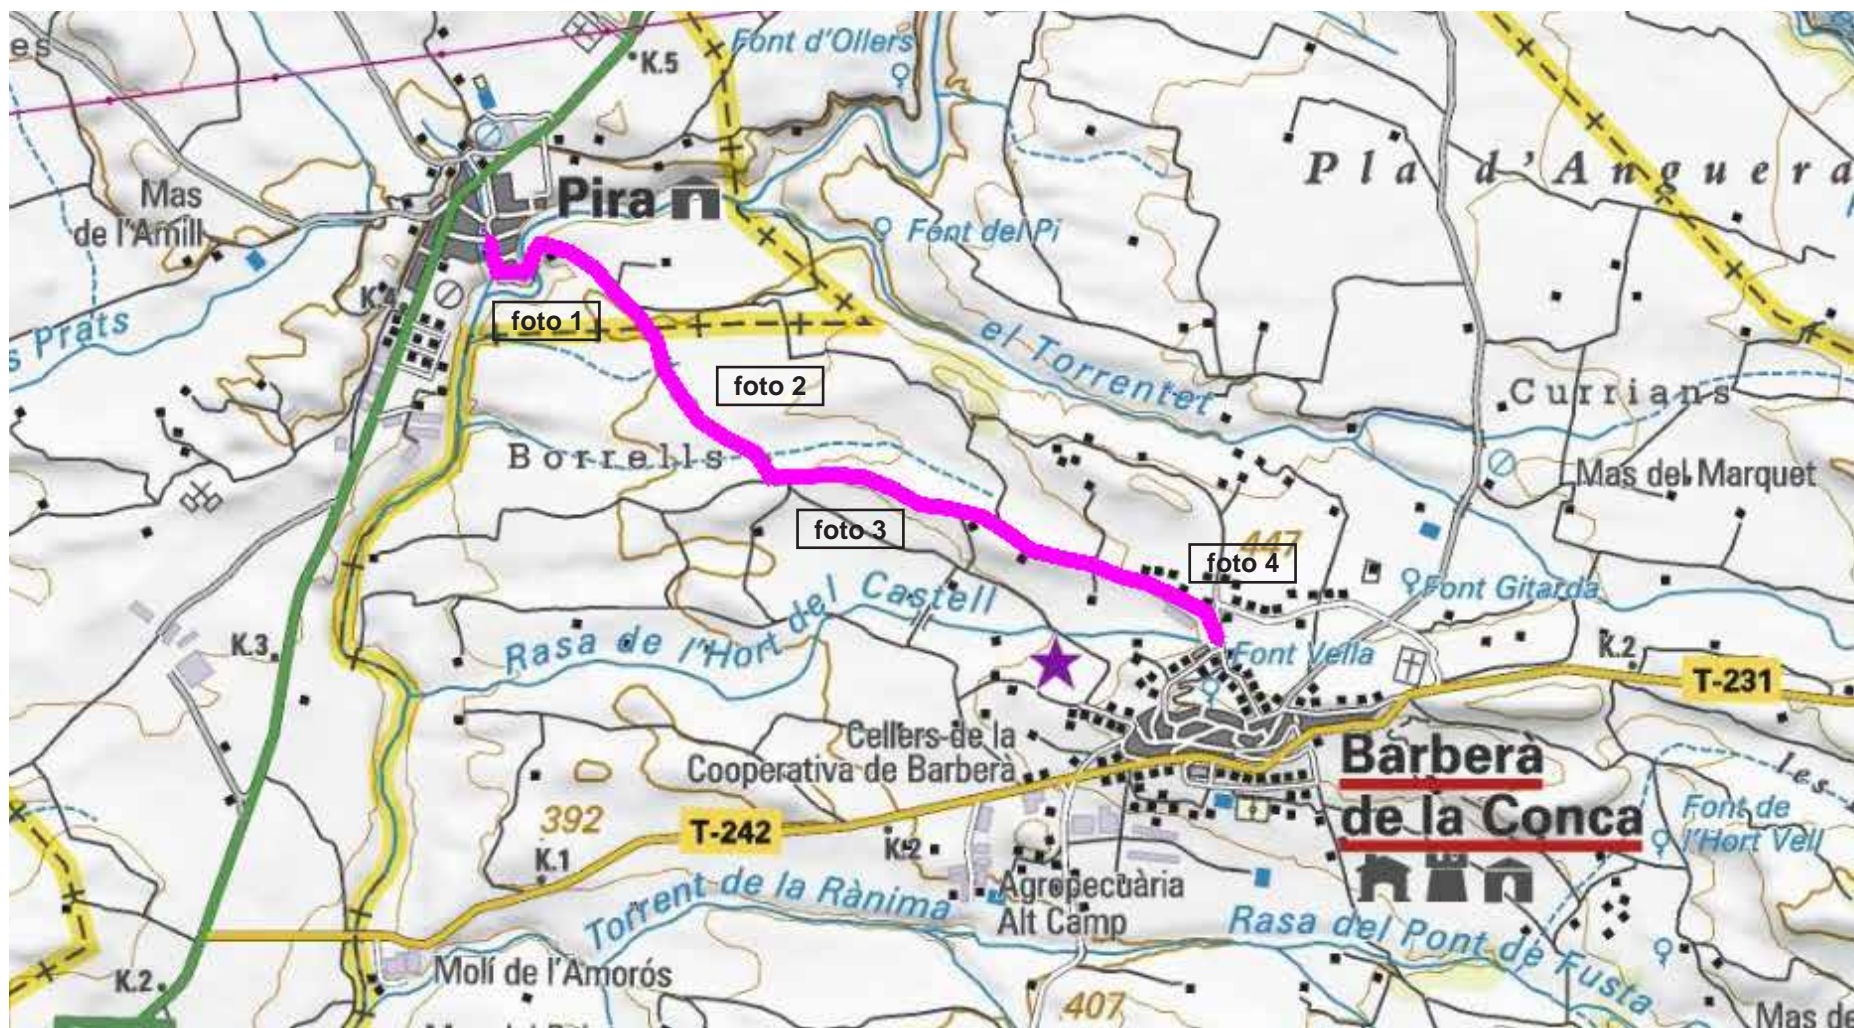 es
Font d'Ollers
K.5
Pla d'Anguera
Mas
de l'Amill
Pira
Font del Pi
K.4
foto 1
s Prats
el Torrentet
foto 2
Currians
Borrells
Mas del Marquet
foto 3
447
foto 4
Font Gitarda
Rasa de l'Hort del Castell
K.3
Font Vella
K.2
T-231
Cellers de la
Cooperativa de Barberà
Barberà
de la Conca
les
392
T-242
K.2
Font de
l'Hort Vell
K.1
Agropecuària
Alt Camp
Torrent de la Rànima
Rasa del Pont de Fusta
Molí de l'Amorós
K.2
407
Mas de